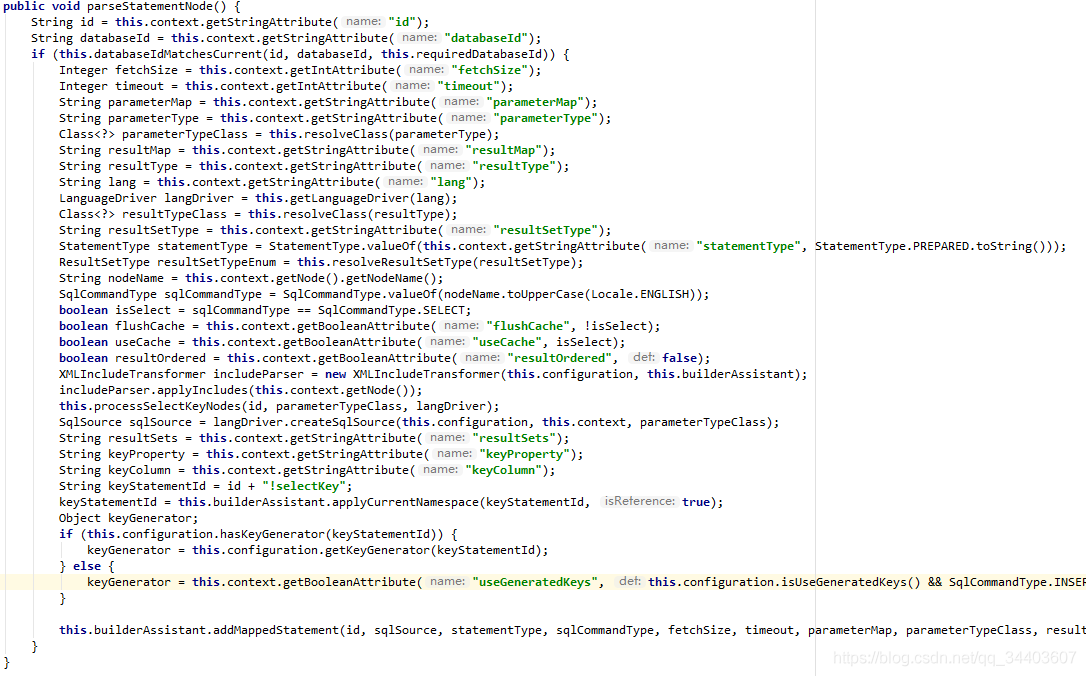 public void parseStatementNode() {
    String id = this.context.getStringAttribute( name: "id");
    String databaseId = this.context.getStringAttribute( name: "databaseId");
    if (this.databaseIdMatchesCurrent(id, databaseId, this.requiredDatabaseId)) {
        Integer fetchSize = this.context.getIntAttribute( name: "fetchSize");
        Integer timeout = this.context.getIntAttribute( name: "timeout");
        String parameterMap = this.context.getStringAttribute( name: "parameterMap");
        String parameterType = this.context.getStringAttribute( name: "parameterType");
        Class<?> parameterTypeClass = this.resolveClass(parameterType);
        String resultMap = this.context.getStringAttribute( name: "resultMap");
        String resultType = this.context.getStringAttribute( name: "resultType");
        String lang = this.context.getStringAttribute( name: "lang");
        LanguageDriver langDriver = this.getLanguageDriver(lang);
        Class<?> resultTypeClass = this.resolveClass(resultType);
        String resultSetType = this.context.getStringAttribute( name: "resultSetType");
        StatementType statementType = StatementType.valueOf(this.context.getStringAttribute( name: "statementType", StatementType.PREPARED.toString()));
        ResultSetType resultSetTypeEnum = this.resolveResultSetType(resultSetType);
        String nodeName = this.context.getNode().getNodeName();
        SqlCommandType sqlCommandType = SqlCommandType.valueOf(nodeName.toUpperCase(Locale.ENGLISH));
        boolean isSelect = sqlCommandType == SqlCommandType.SELECT;
        boolean flushCache = this.context.getBooleanAttribute( name: "flushCache", !isSelect);
        boolean useCache = this.context.getBooleanAttribute( name: "useCache", isSelect);
        boolean resultOrdered = this.context.getBooleanAttribute( name: "resultOrdered", def: false);
        XMLIncludeTransformer includeParser = new XMLIncludeTransformer(this.configuration, this.builderAssistant);
        includeParser.applyIncludes(this.context.getNode());
        this.processSelectKeyNodes(id, parameterTypeClass, langDriver);
        SqlSource sqlSource = langDriver.createSqlSource(this.configuration, this.context, parameterTypeClass);
        String resultSets = this.context.getStringAttribute( name: "resultSets");
        String keyProperty = this.context.getStringAttribute( name: "keyProperty");
        String keyColumn = this.context.getStringAttribute( name: "keyColumn");
        String keyStatementId = id + "!selectKey";
        keyStatementId = this.builderAssistant.applyCurrentNamespace(keyStatementId, isReference: true);
        Object keyGenerator;
        if (this.configuration.hasKeyGenerator(keyStatementId)) {
            keyGenerator = this.configuration.getKeyGenerator(keyStatementId);
        } else {
            keyGenerator = this.context.getBooleanAttribute( name: "useGeneratedKeys", def: this.configuration.isUseGeneratedKeys() && SqlCommandType.INSER
        }
        this.builderAssistant.addMappedStatement(id, sqlSource, statementType, sqlCommandType, fetchSize, timeout, parameterMap, parameterTypeClass, result
    }
}
https://blog.csdn.net/qq_34403607